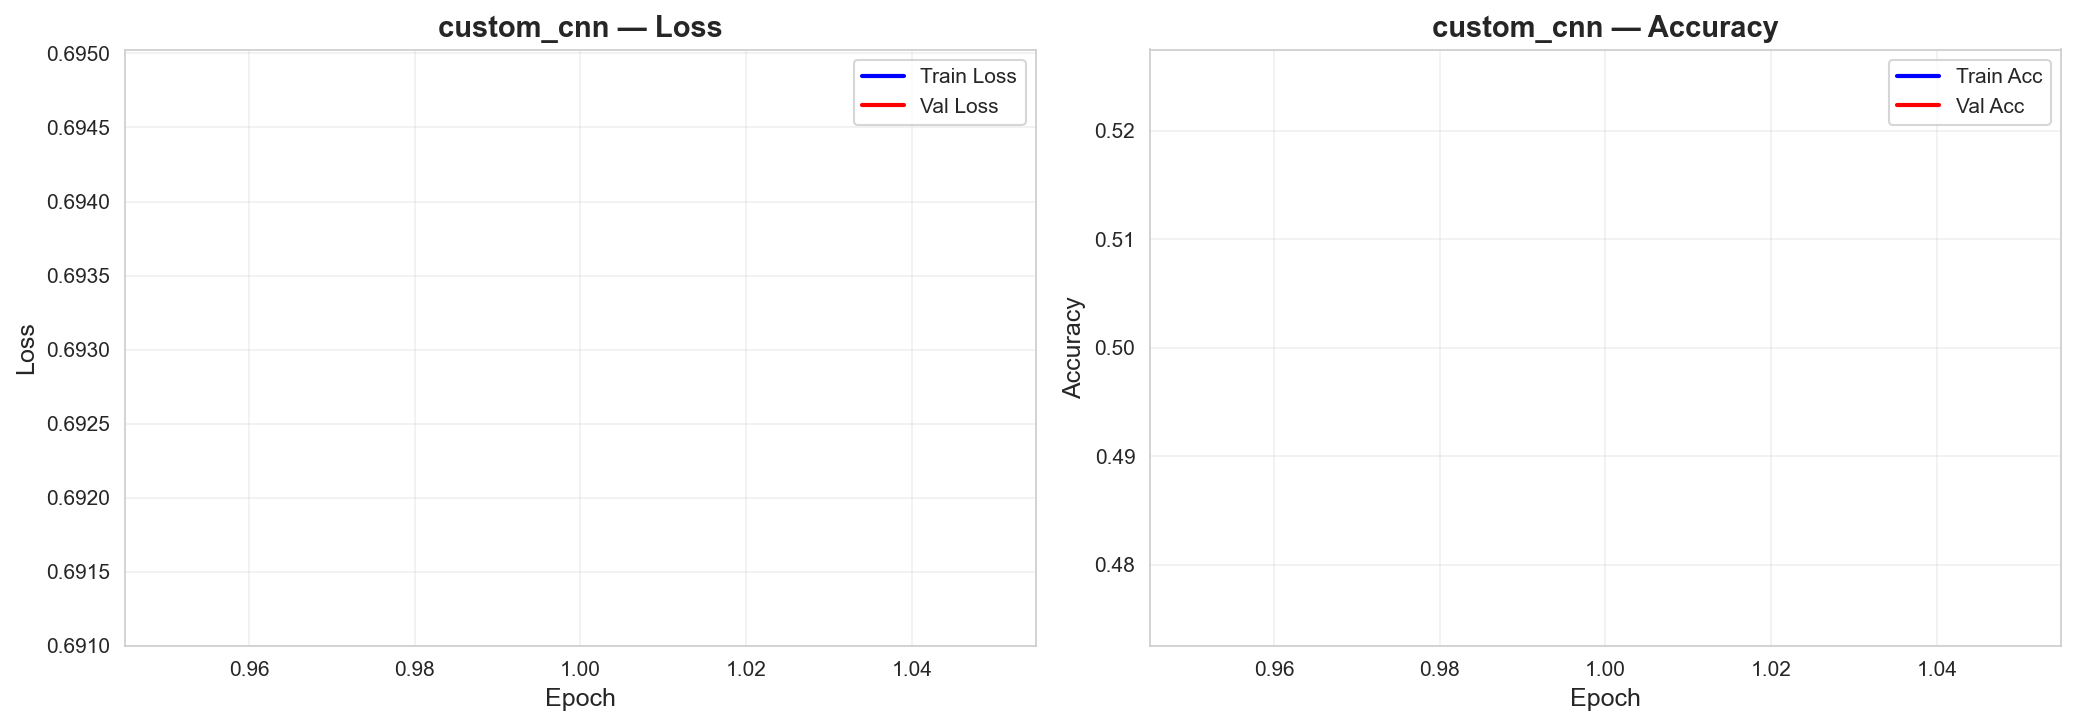 custom_cnn — Loss
0.6950
0.6945
0.6940
0.6935
0.6930
0.6925
0.6920
0.6915
0.6910
Loss
Train Loss
Val Loss
0.96 0.98 1.00 1.02 1.04
Epoch
custom_cnn — Accuracy
0.52
0.51
0.50
0.49
0.48
Accuracy
Train Acc
Val Acc
0.96 0.98 1.00 1.02 1.04
Epoch